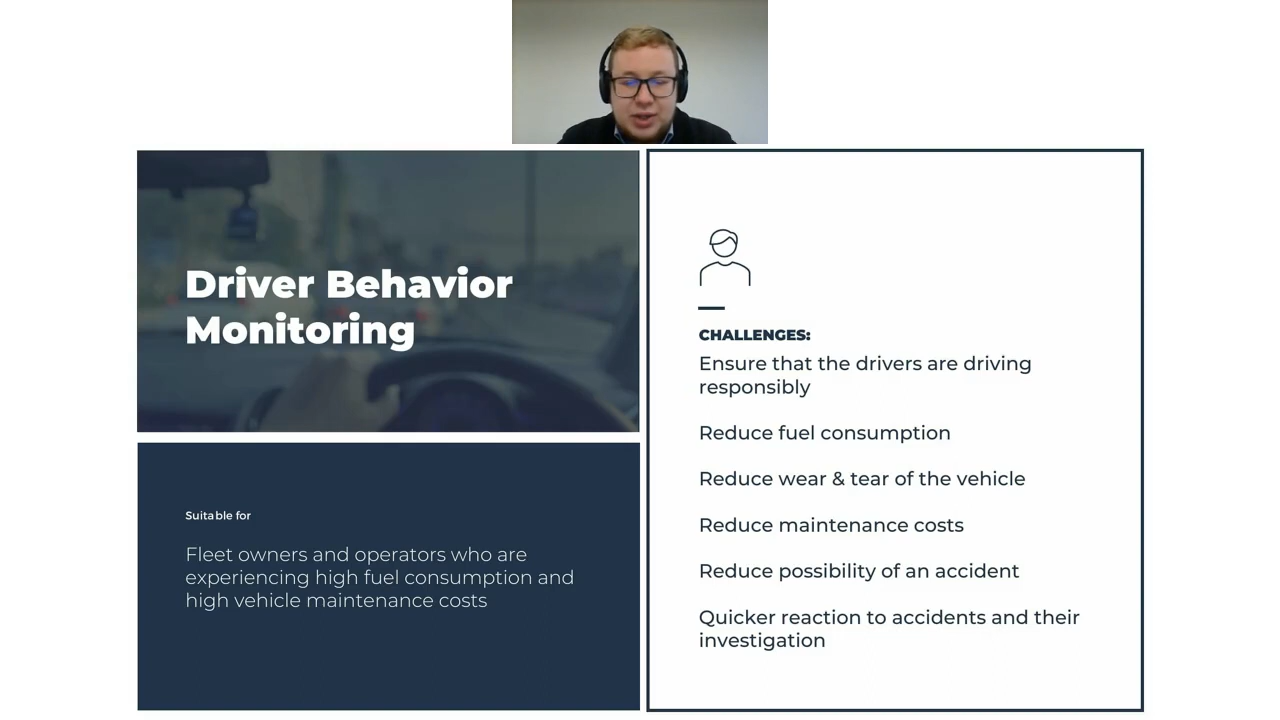 Driver Behavior
Monitoring
Suitable for
Fleet owners and operators who are
experiencing high fuel consumption and
high vehicle maintenance costs
CHALLENGES:
Ensure that the drivers are driving
responsibly
Reduce fuel consumption
Reduce wear & tear of the vehicle
Reduce maintenance costs
Reduce possibility of an accident
Quicker reaction to accidents and their
investigation